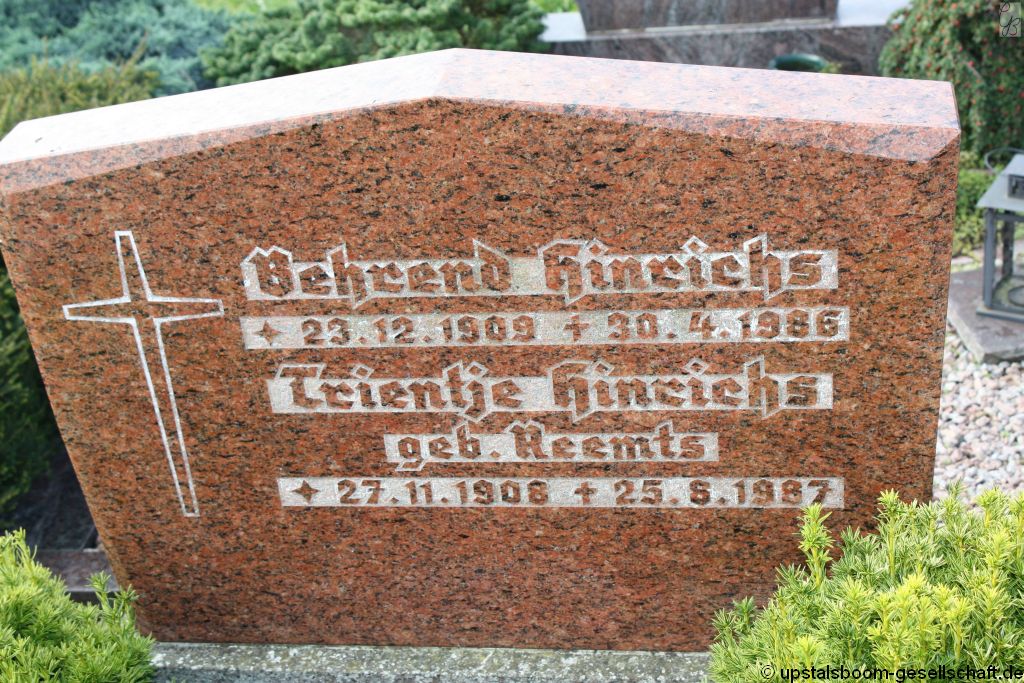 Behrend Hinrichs
✦ 23.12.1909 ✝ 30.4.1986
Trientje Hinrichs
geb. Reemts
✦ 27.11.1908 ✝ 25.8.1987
© upstalsboom-gesellschaft.de